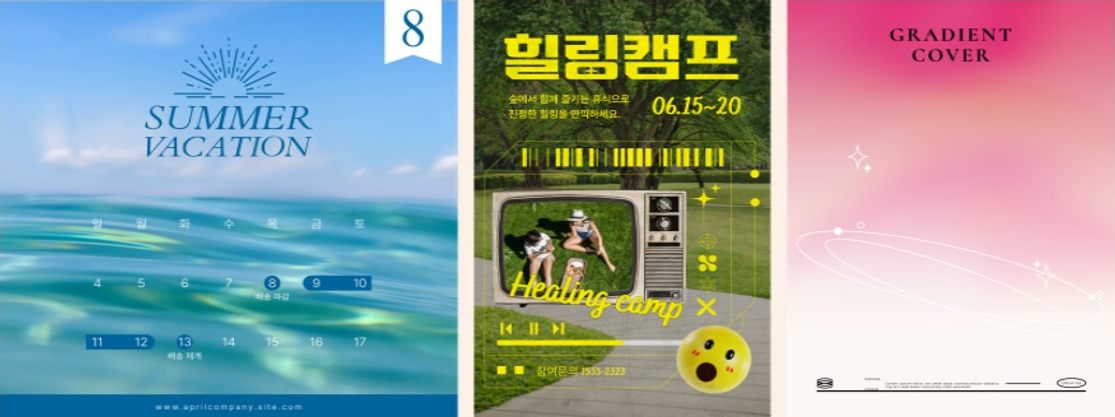 8
SUMMER
VACATION
일 월 화 수 목 금 토
4 5 6 7 8 9 10
배송 마감
11 12 13 14 15 16 17
배송 재개
www.aprilcompany.site.com
힐링캠프
숲에서 함께 즐기는 휴식으로
진정한 힐링을 만끽하세요.
06.15~20
Healing camp
참여문의 1533-2323
GRADIENT
COVER